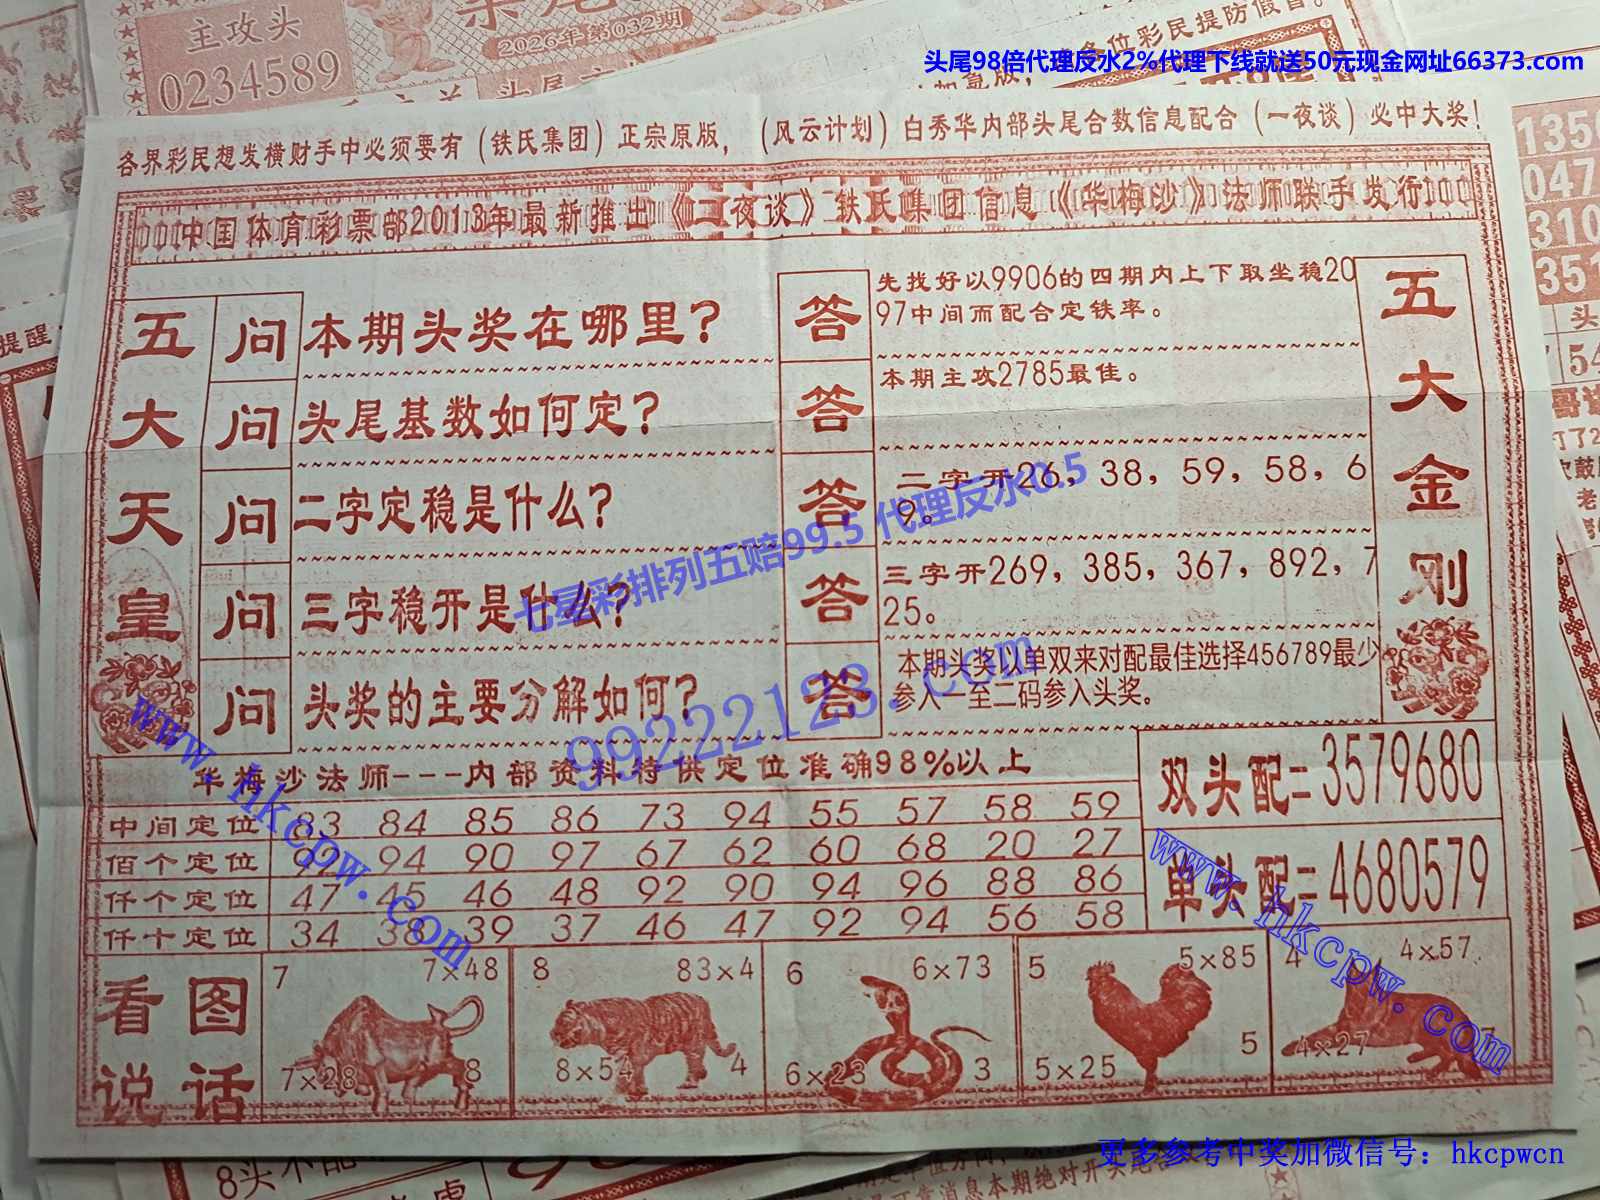 主攻头
0234589
2026年第032期
各位彩民提防假冒。
头尾98倍代理反水2%代理下线就送50元现金网址66373.com
各界彩民想发横财手中必须要有（铁氏集团）正宗原版，（风云计划）白秀华内部头尾合数信息配合（一夜谈）必中大奖！
中国体育彩票部2013年最新推出《一夜谈》铁氏集团信息《华梅沙》法师联手发行
五大天皇
问 本期头奖在哪里？
答 先找好以9906的四期内上下取坐稳20
97中间而配合定铁率。
问 头尾基数如何定？
答 本期主攻2785最佳。
问 二字定稳是什么？
答 二字开26，38，59，58，6
9。
问 三字稳开是什么？
答 三字开269，385，367，892，7
25。
问 头奖的主要分解如何？
答 本期头奖以单双来对配最佳选择456789最少
参入一至二码参入头奖。
五大金刚
七星彩排列五赔99.5 代理反水0.5
99222123.com
www.hkcpw.com
www.hkcpw.com
华梅沙法师---内部资料特供定位准确98%以上
中间定位 83 84 85 86 73 94 55 57 58 59
佰个定位 92 94 90 97 67 62 60 68 20 27
仟个定位 47 45 46 48 92 90 94 96 88 86
仟十定位 34 38 39 37 46 47 92 94 56 58
双头配=3579680
单头配=4680579
看图说话
7 7×48
7×28 8
8 83×4
8×54 4
6 6×73
6×23 3
5 5×85
5×25 5
4 4×57
4×27 7
更多参考中奖加微信号：hkcpwcn